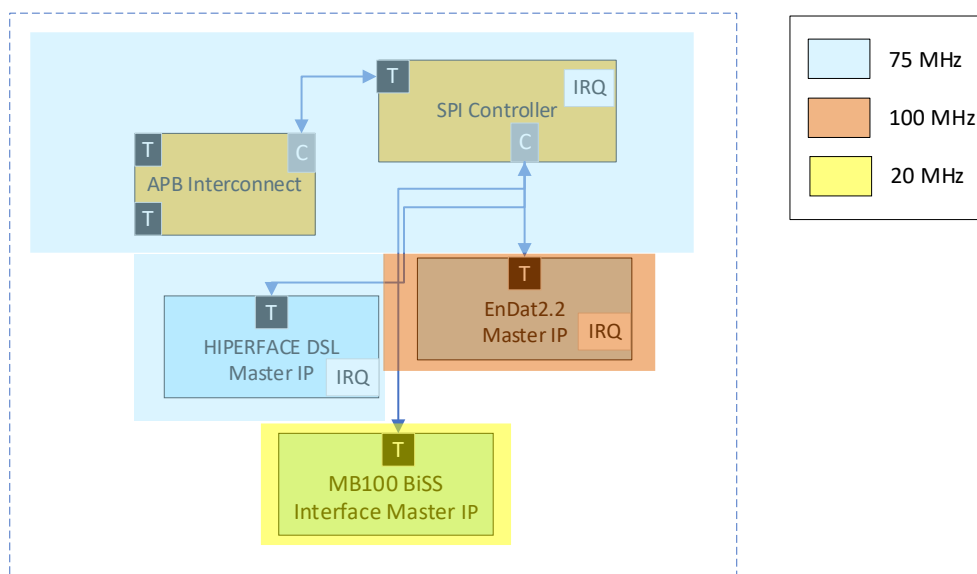 75 MHz
100 MHz
20 MHz
T
IRQ
SPI Controller
C
T
C
APB Interconnect
T
T
EnDat2.2
Master IP
IRQ
T
HIPERFACE DSL
Master IP
IRQ
T
MB100 BiSS
Interface Master IP